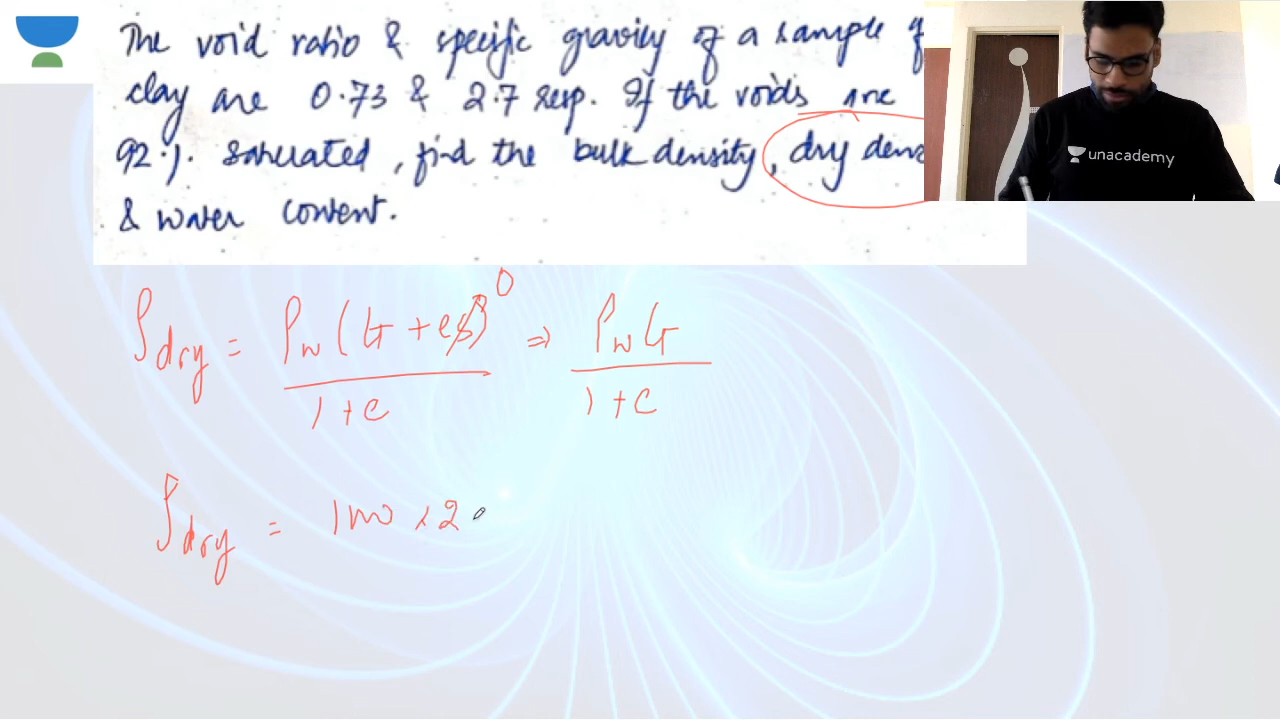 The void ratio & specific gravity of a sample of
clay are 0.73 & 2.7 resp. If the voids are
92%. saturated, find the bulk density, dry dens
& water content.
unacademy
ρdry = ρw (G + eS) 0 ⇒ ρw G
1+e 1+e
ρdry = 1000 × 2.